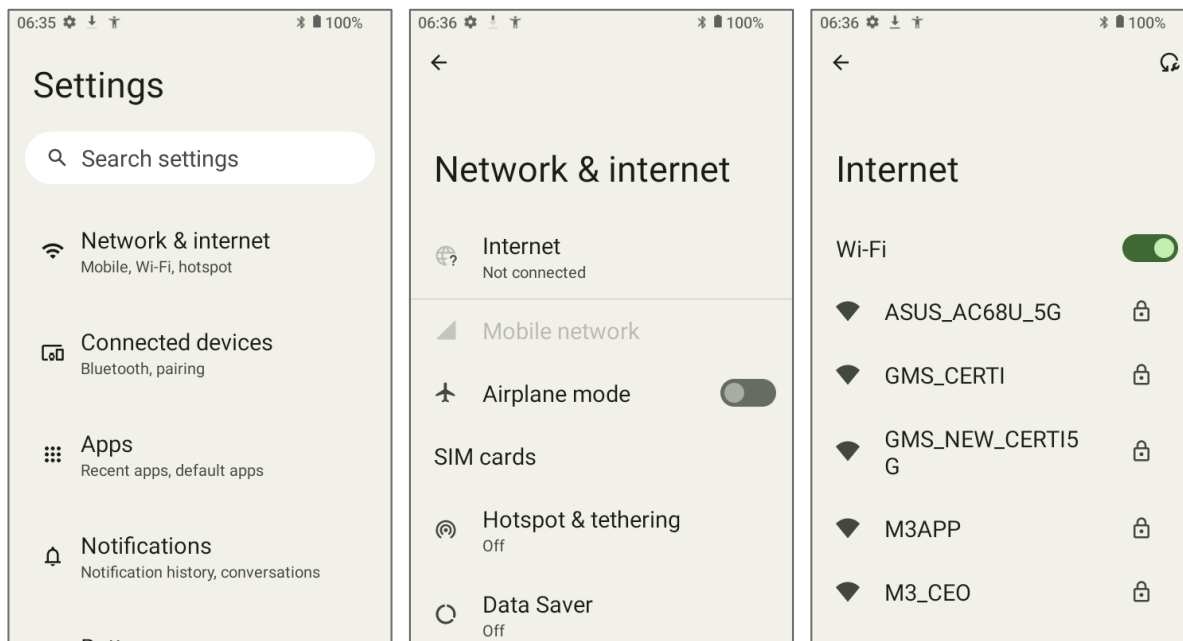 06:35 100%
Settings
Search settings
Network & internet
Mobile, Wi-Fi, hotspot
Connected devices
Bluetooth, pairing
Apps
Recent apps, default apps
Notifications
Notification history, conversations
06:36 100%
Network & internet
Internet
Not connected
Mobile network
Airplane mode
SIM cards
Hotspot & tethering
Off
Data Saver
Off
06:36 100%
Internet
Wi-Fi
ASUS_AC68U_5G
GMS_CERTI
GMS_NEW_CERTI5
G
M3APP
M3_CEO